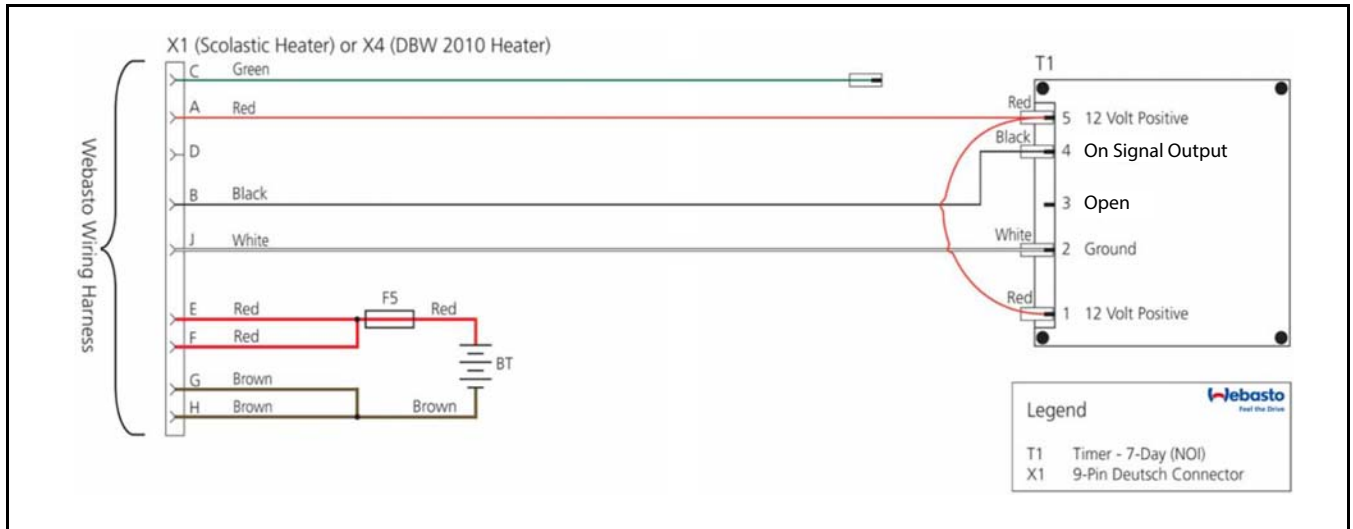 X1 (Scolastic Heater) or X4 (DBW 2010 Heater)
Webasto Wiring Harness
C Green
A Red
D
B Black
J White
E Red
F5
Red
F Red
BT
G Brown
H Brown
Brown
T1
Red
5 12 Volt Positive
Black
4 On Signal Output
3 Open
White
2 Ground
Red
1 12 Volt Positive
Legend
Webasto
Feel the Drive
T1 Timer - 7-Day (NOI)
X1 9-Pin Deutsch Connector